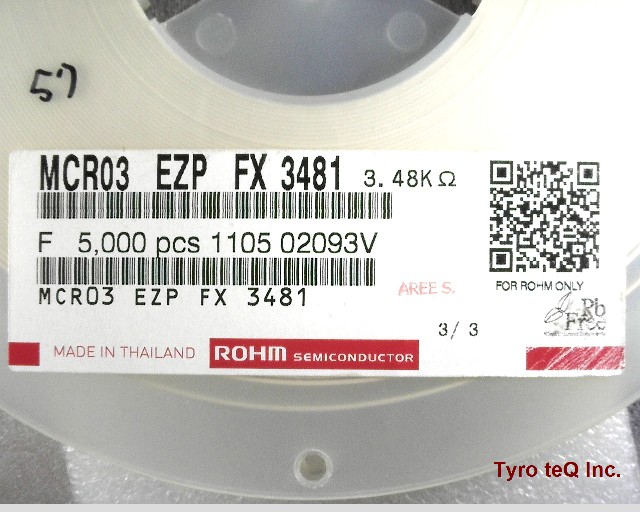 57
MCR03 EZP FX 3481 3.48KΩ
F 5,000 pcs 1105 02093V
MCR03 EZP FX 3481
AREE S.
FOR ROHM ONLY
Pb
Free
3/ 3
MADE IN THAILAND ROHM SEMICONDUCTOR
Tyro teQ Inc.